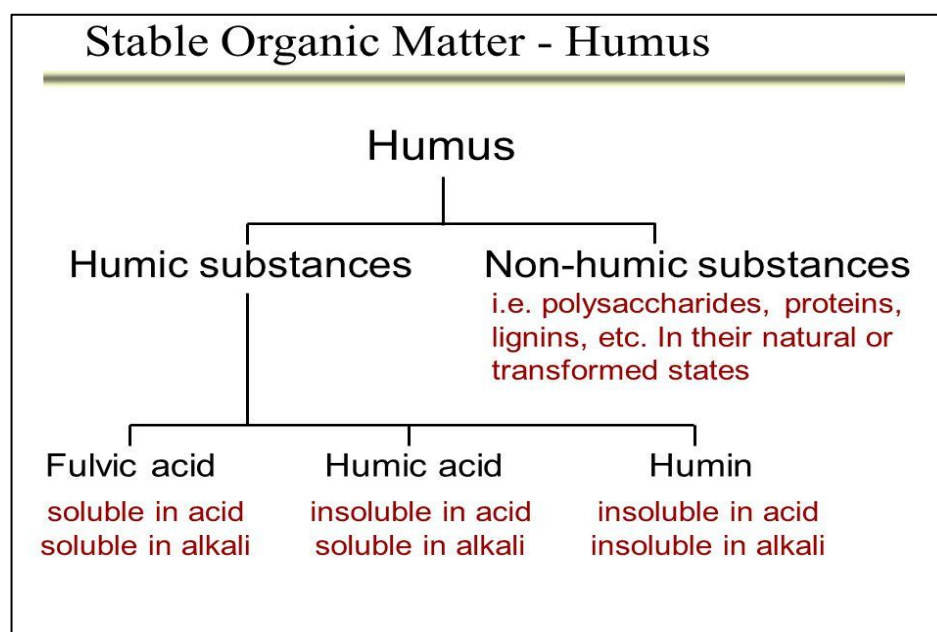 Stable Organic Matter - Humus
Humus
Humic substances
Non-humic substances
i.e. polysaccharides, proteins,
lignins, etc. In their natural or
transformed states
Fulvic acid
soluble in acid
soluble in alkali
Humic acid
insoluble in acid
soluble in alkali
Humin
insoluble in acid
insoluble in alkali